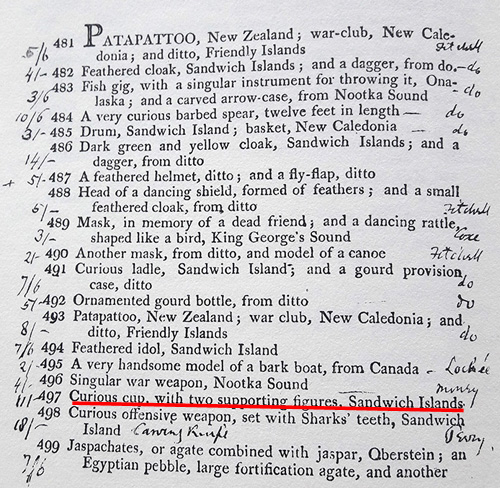 5/6 481 PATAPATTOO, New Zealand; war-club, New Cale-
donia; and ditto, Friendly Islands Fitchell
4/- 482 Feathered cloak, Sandwich Islands; and a dagger, from do. do
3/6 483 Fish gig, with a singular instrument for throwing it, Ona-
laska; and a carved arrow-case, from Nootka Sound - do
10/6 484 A very curious barbed spear, twelve feet in length — do
3/- 485 Drum, Sandwich Island; basket, New Caledonia — do
486 Dark green and yellow cloak, Sandwich Islands; and a
14/- dagger, from ditto
+ 5/- 487 A feathered helmet, ditto; and a fly-flap, ditto
488 Head of a dancing shield, formed of feathers; and a small
feathered cloak, from ditto Fitchell
489 Mask, in memory of a dead friend; and a dancing rattle,
3/- shaped like a bird, King George's Sound
2/- 490 Another mask, from ditto, and model of a canoe Fitchell
491 Curious ladle, Sandwich Island; and a gourd provision
7/6 case, ditto do
5/- 492 Ornamented gourd bottle, from ditto do
493 Patapattoo, New Zealand; war club, New Caledonia; and
8/- ditto, Friendly Islands do
7/6 494 Feathered idol, Sandwich Island
2/- 495 A very handsome model of a bark boat, from Canada -
4/- 496 Singular war weapon, Nootka Sound
497 Curious cup, with two supporting figures, Sandwich Islands
498 Curious offensive weapon, set with Sharks' teeth, Sandwich
18/- Island Carving Knife
499 Jaspachates, or agate combined with jaspar, Oberstein; an
7/6 Egyptian pebble, large fortification agate, and another